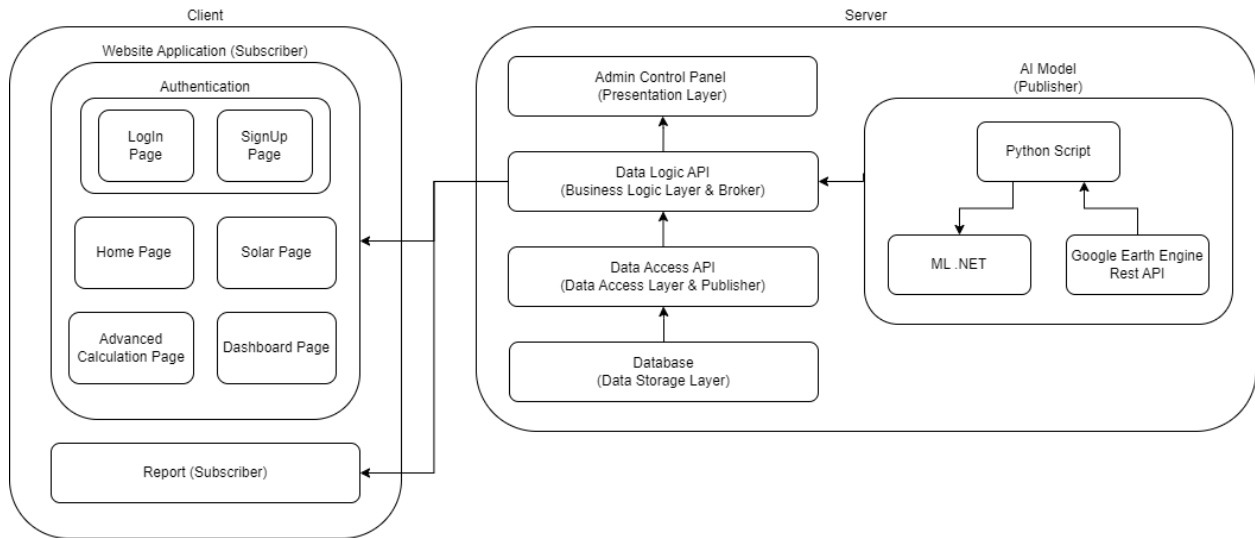 Client
Website Application (Subscriber)
Authentication
LogIn
Page
SignUp
Page
Home Page
Solar Page
Advanced
Calculation Page
Dashboard Page
Report (Subscriber)
Server
Admin Control Panel
(Presentation Layer)
Data Logic API
(Business Logic Layer & Broker)
Data Access API
(Data Access Layer & Publisher)
Database
(Data Storage Layer)
AI Model
(Publisher)
Python Script
ML .NET
Google Earth Engine
Rest API